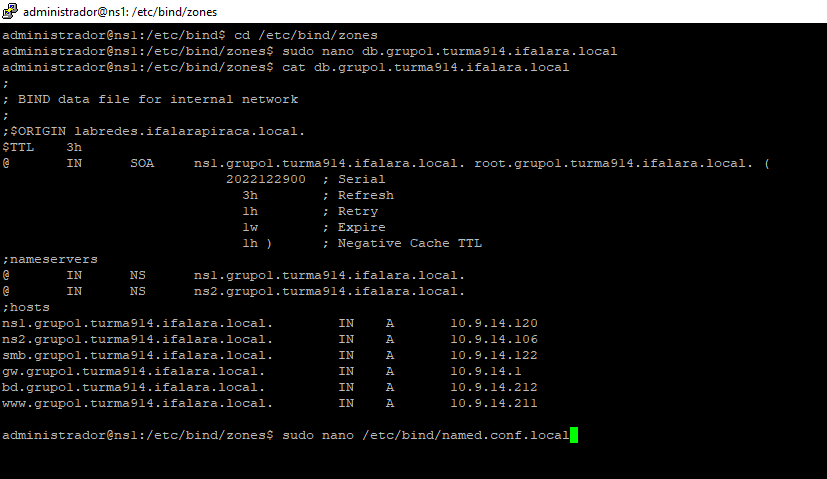 administrador@ns1: /etc/bind/zones
administrador@ns1:/etc/bind$ cd /etc/bind/zones
administrador@ns1:/etc/bind/zones$ sudo nano db.grupo1.turma914.ifalara.local
administrador@ns1:/etc/bind/zones$ cat db.grupo1.turma914.ifalara.local
;
; BIND data file for internal network
;
;$ORIGIN labredes.ifalarapiraca.local.
$TTL    3h
@       IN      SOA     ns1.grupo1.turma914.ifalara.local. root.grupo1.turma914.ifalara.local. (
                            2022122900  ; Serial
                              3h        ; Refresh
                              1h        ; Retry
                              1w        ; Expire
                              1h )      ; Negative Cache TTL
;nameservers
@       IN      NS      ns1.grupo1.turma914.ifalara.local.
@       IN      NS      ns2.grupo1.turma914.ifalara.local.
;hosts
ns1.grupo1.turma914.ifalara.local.        IN    A       10.9.14.120
ns2.grupo1.turma914.ifalara.local.        IN    A       10.9.14.106
smb.grupo1.turma914.ifalara.local.        IN    A       10.9.14.122
gw.grupo1.turma914.ifalara.local.         IN    A       10.9.14.1
bd.grupo1.turma914.ifalara.local.         IN    A       10.9.14.212
www.grupo1.turma914.ifalara.local.        IN    A       10.9.14.211
administrador@ns1:/etc/bind/zones$ sudo nano /etc/bind/named.conf.local